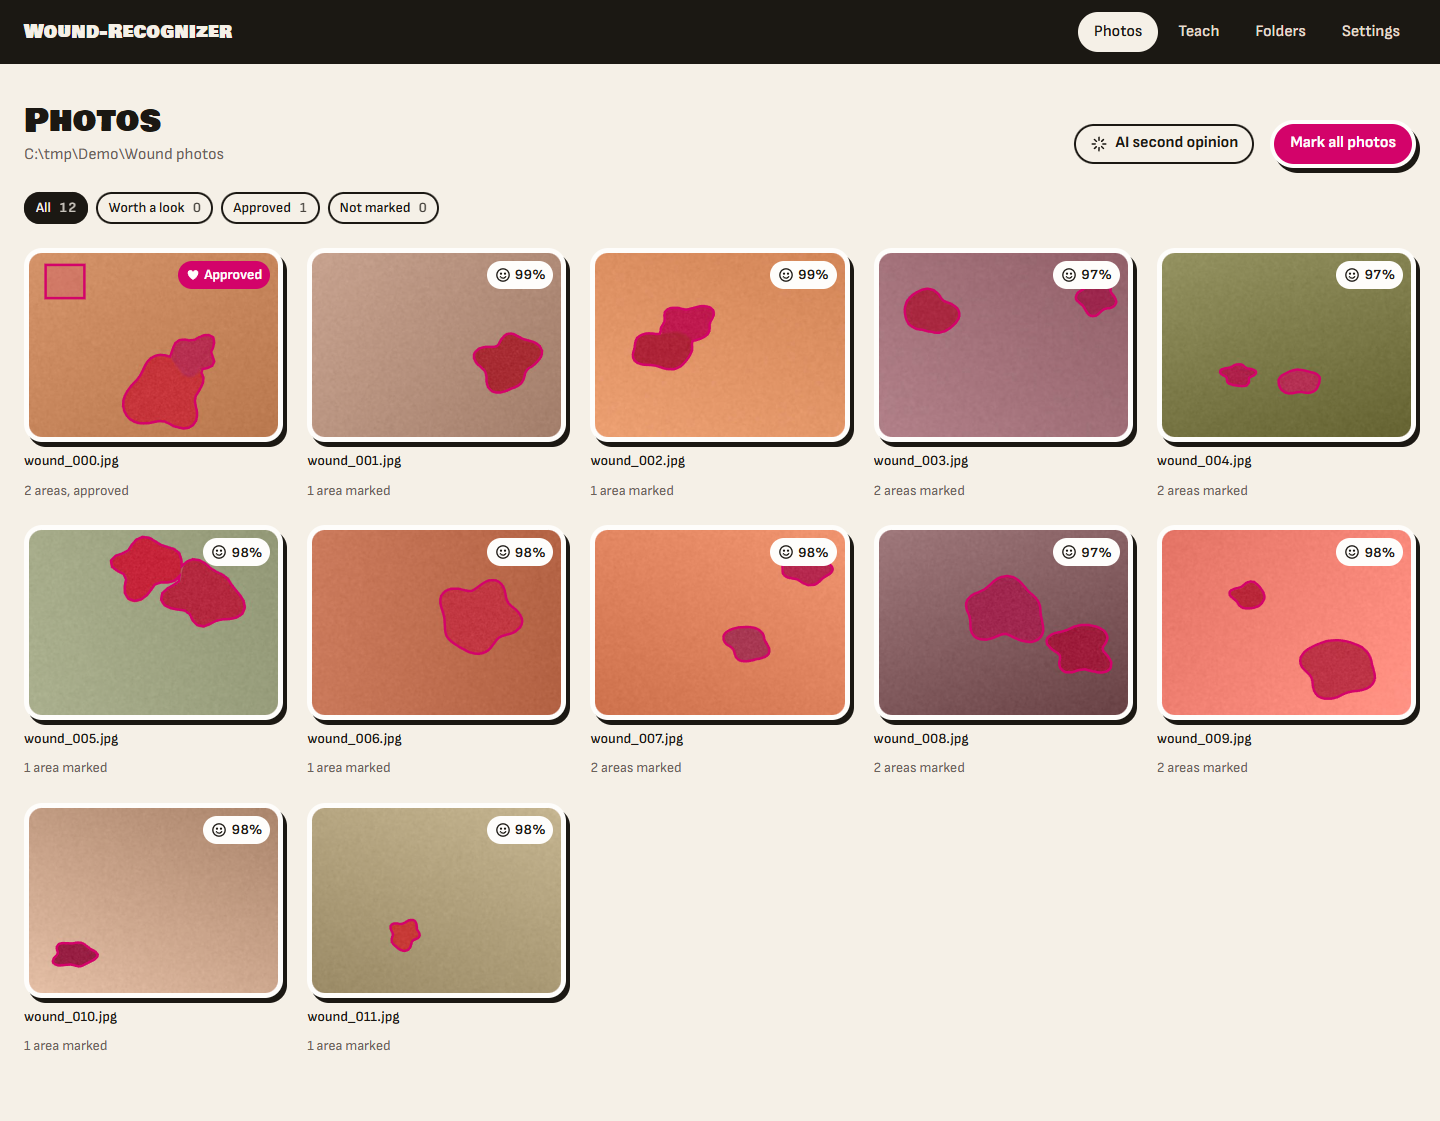 Wound-Recognizer
Photos Teach Folders Settings
Photos
C:\tmp\Demo\Wound photos
AI second opinion
Mark all photos
All 12 Worth a look 0 Approved 1 Not marked 0
Approved 99% 99% 97% 97%
wound_000.jpg wound_001.jpg wound_002.jpg wound_003.jpg wound_004.jpg
2 areas, approved 1 area marked 1 area marked 2 areas marked 2 areas marked
98% 98% 98% 97% 98%
wound_005.jpg wound_006.jpg wound_007.jpg wound_008.jpg wound_009.jpg
1 area marked 1 area marked 2 areas marked 2 areas marked 2 areas marked
98% 98%
wound_010.jpg wound_011.jpg
1 area marked 1 area marked